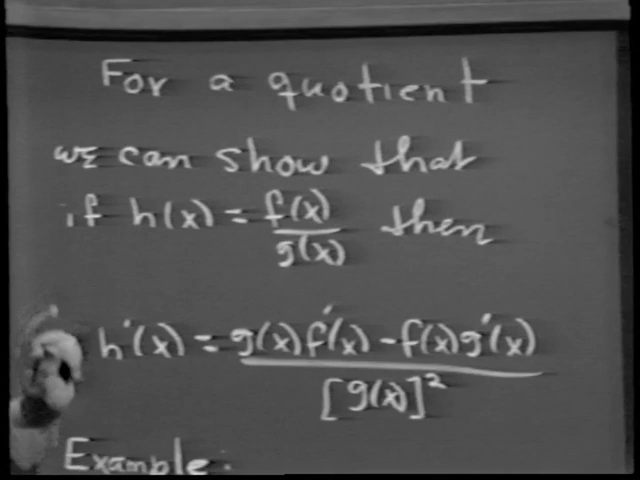 For a quotient
we can show that
if h(x) = f(x)/g(x) then
h'(x) = g(x)f'(x) - f(x)g'(x)/[g(x)]²
Example.